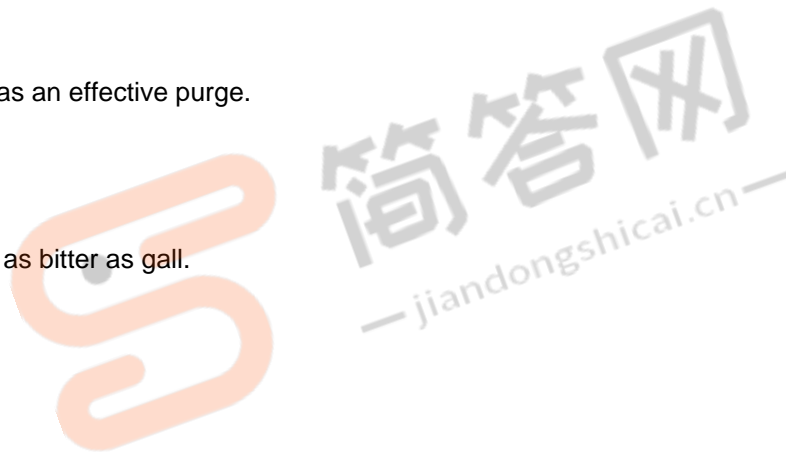 as an effective purge.
简答网
jiandongshicai.cn
as bitter as gall.